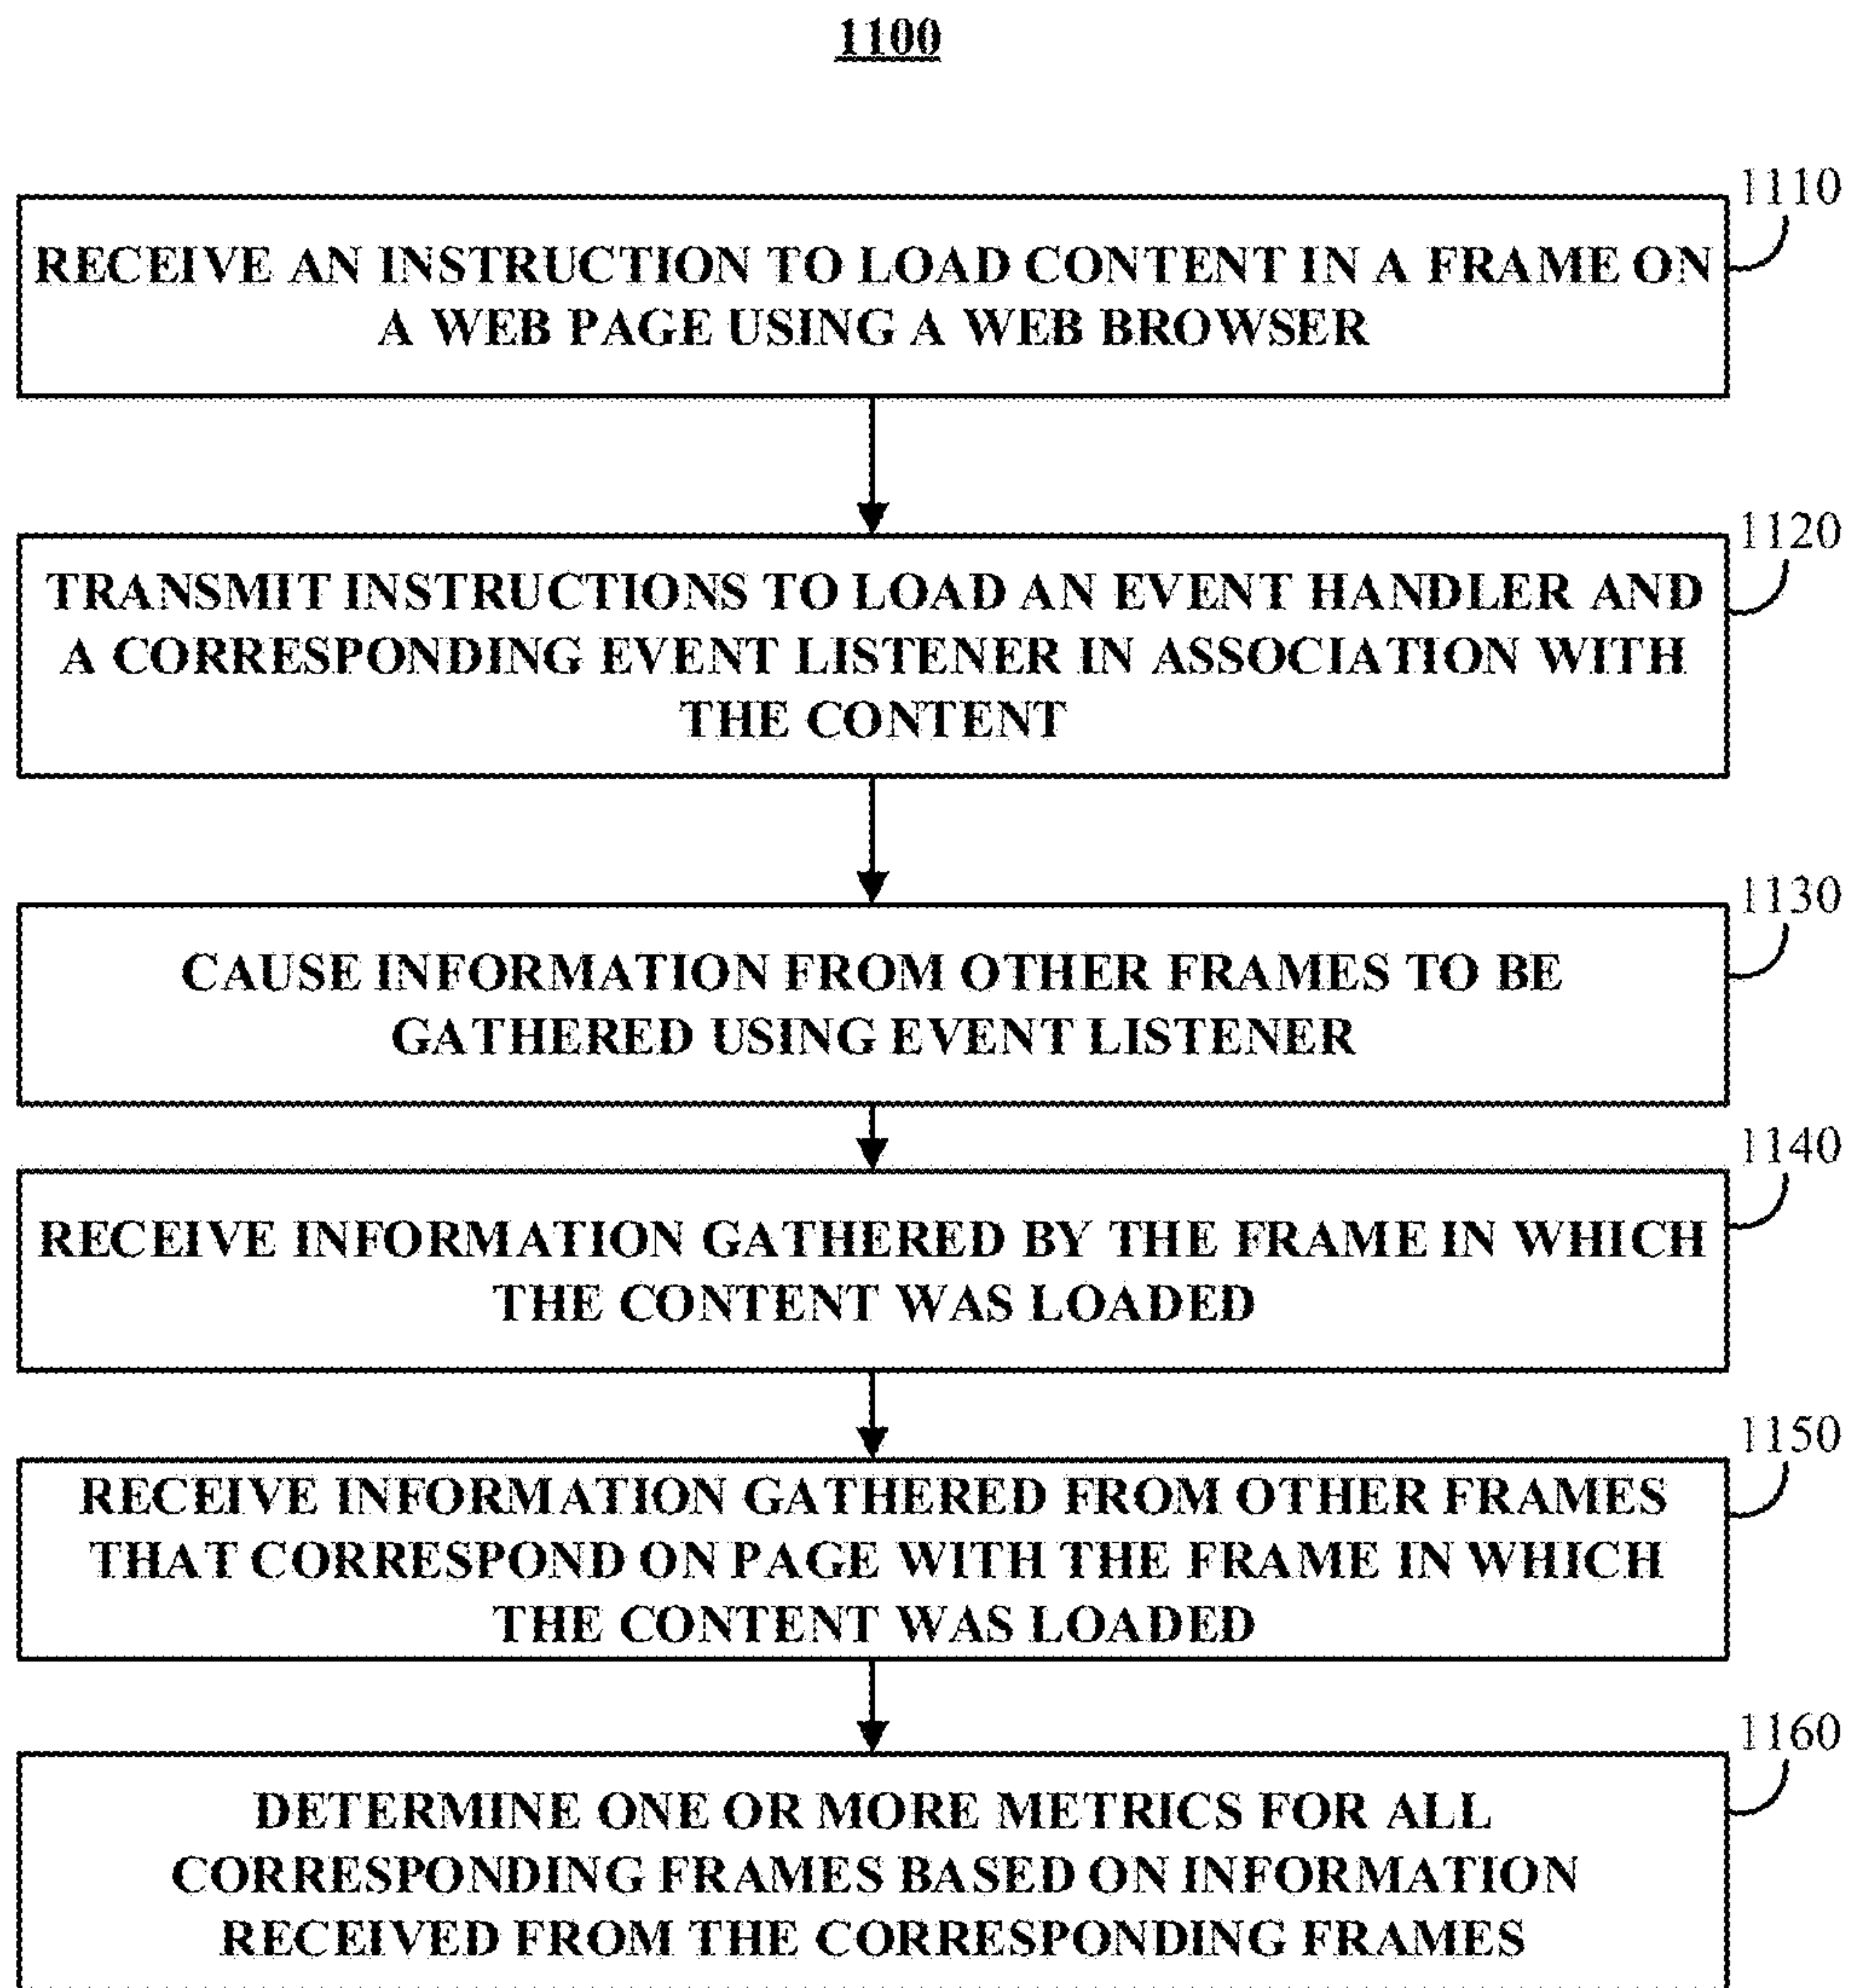 1100
1110
RECEIVE AN INSTRUCTION TO LOAD CONTENT IN A FRAME ON
A WEB PAGE USING A WEB BROWSER
1120
TRANSMIT INSTRUCTIONS TO LOAD AN EVENT HANDLER AND
A CORRESPONDING EVENT LISTENER IN ASSOCIATION WITH
THE CONTENT
1130
CAUSE INFORMATION FROM OTHER FRAMES TO BE
GATHERED USING EVENT LISTENER
1140
RECEIVE INFORMATION GATHERED BY THE FRAME IN WHICH
THE CONTENT WAS LOADED
1150
RECEIVE INFORMATION GATHERED FROM OTHER FRAMES
THAT CORRESPOND ON PAGE WITH THE FRAME IN WHICH
THE CONTENT WAS LOADED
1160
DETERMINE ONE OR MORE METRICS FOR ALL
CORRESPONDING FRAMES BASED ON INFORMATION
RECEIVED FROM THE CORRESPONDING FRAMES